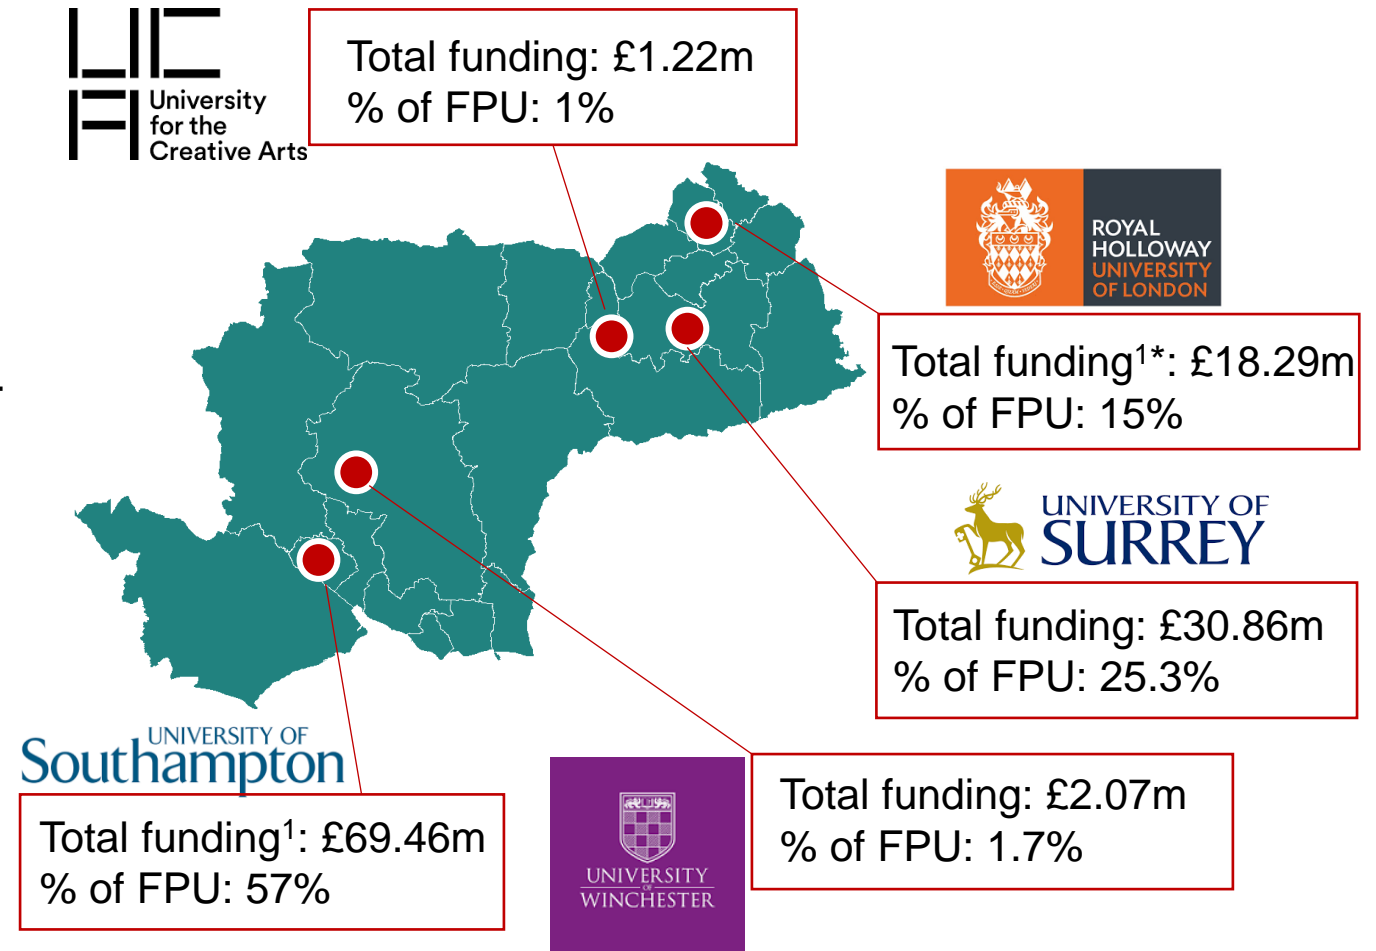 UCA
University
for the
Creative Arts
Total funding: £1.22m
% of FPU: 1%
ROYAL
HOLLOWAY
UNIVERSITY
OF LONDON
Total funding¹*: £18.29m
% of FPU: 15%
UNIVERSITY OF
SURREY
Total funding: £30.86m
% of FPU: 25.3%
UNIVERSITY OF
Southampton
Total funding¹: £69.46m
% of FPU: 57%
UNIVERSITY
OF
WINCHESTER
Total funding: £2.07m
% of FPU: 1.7%